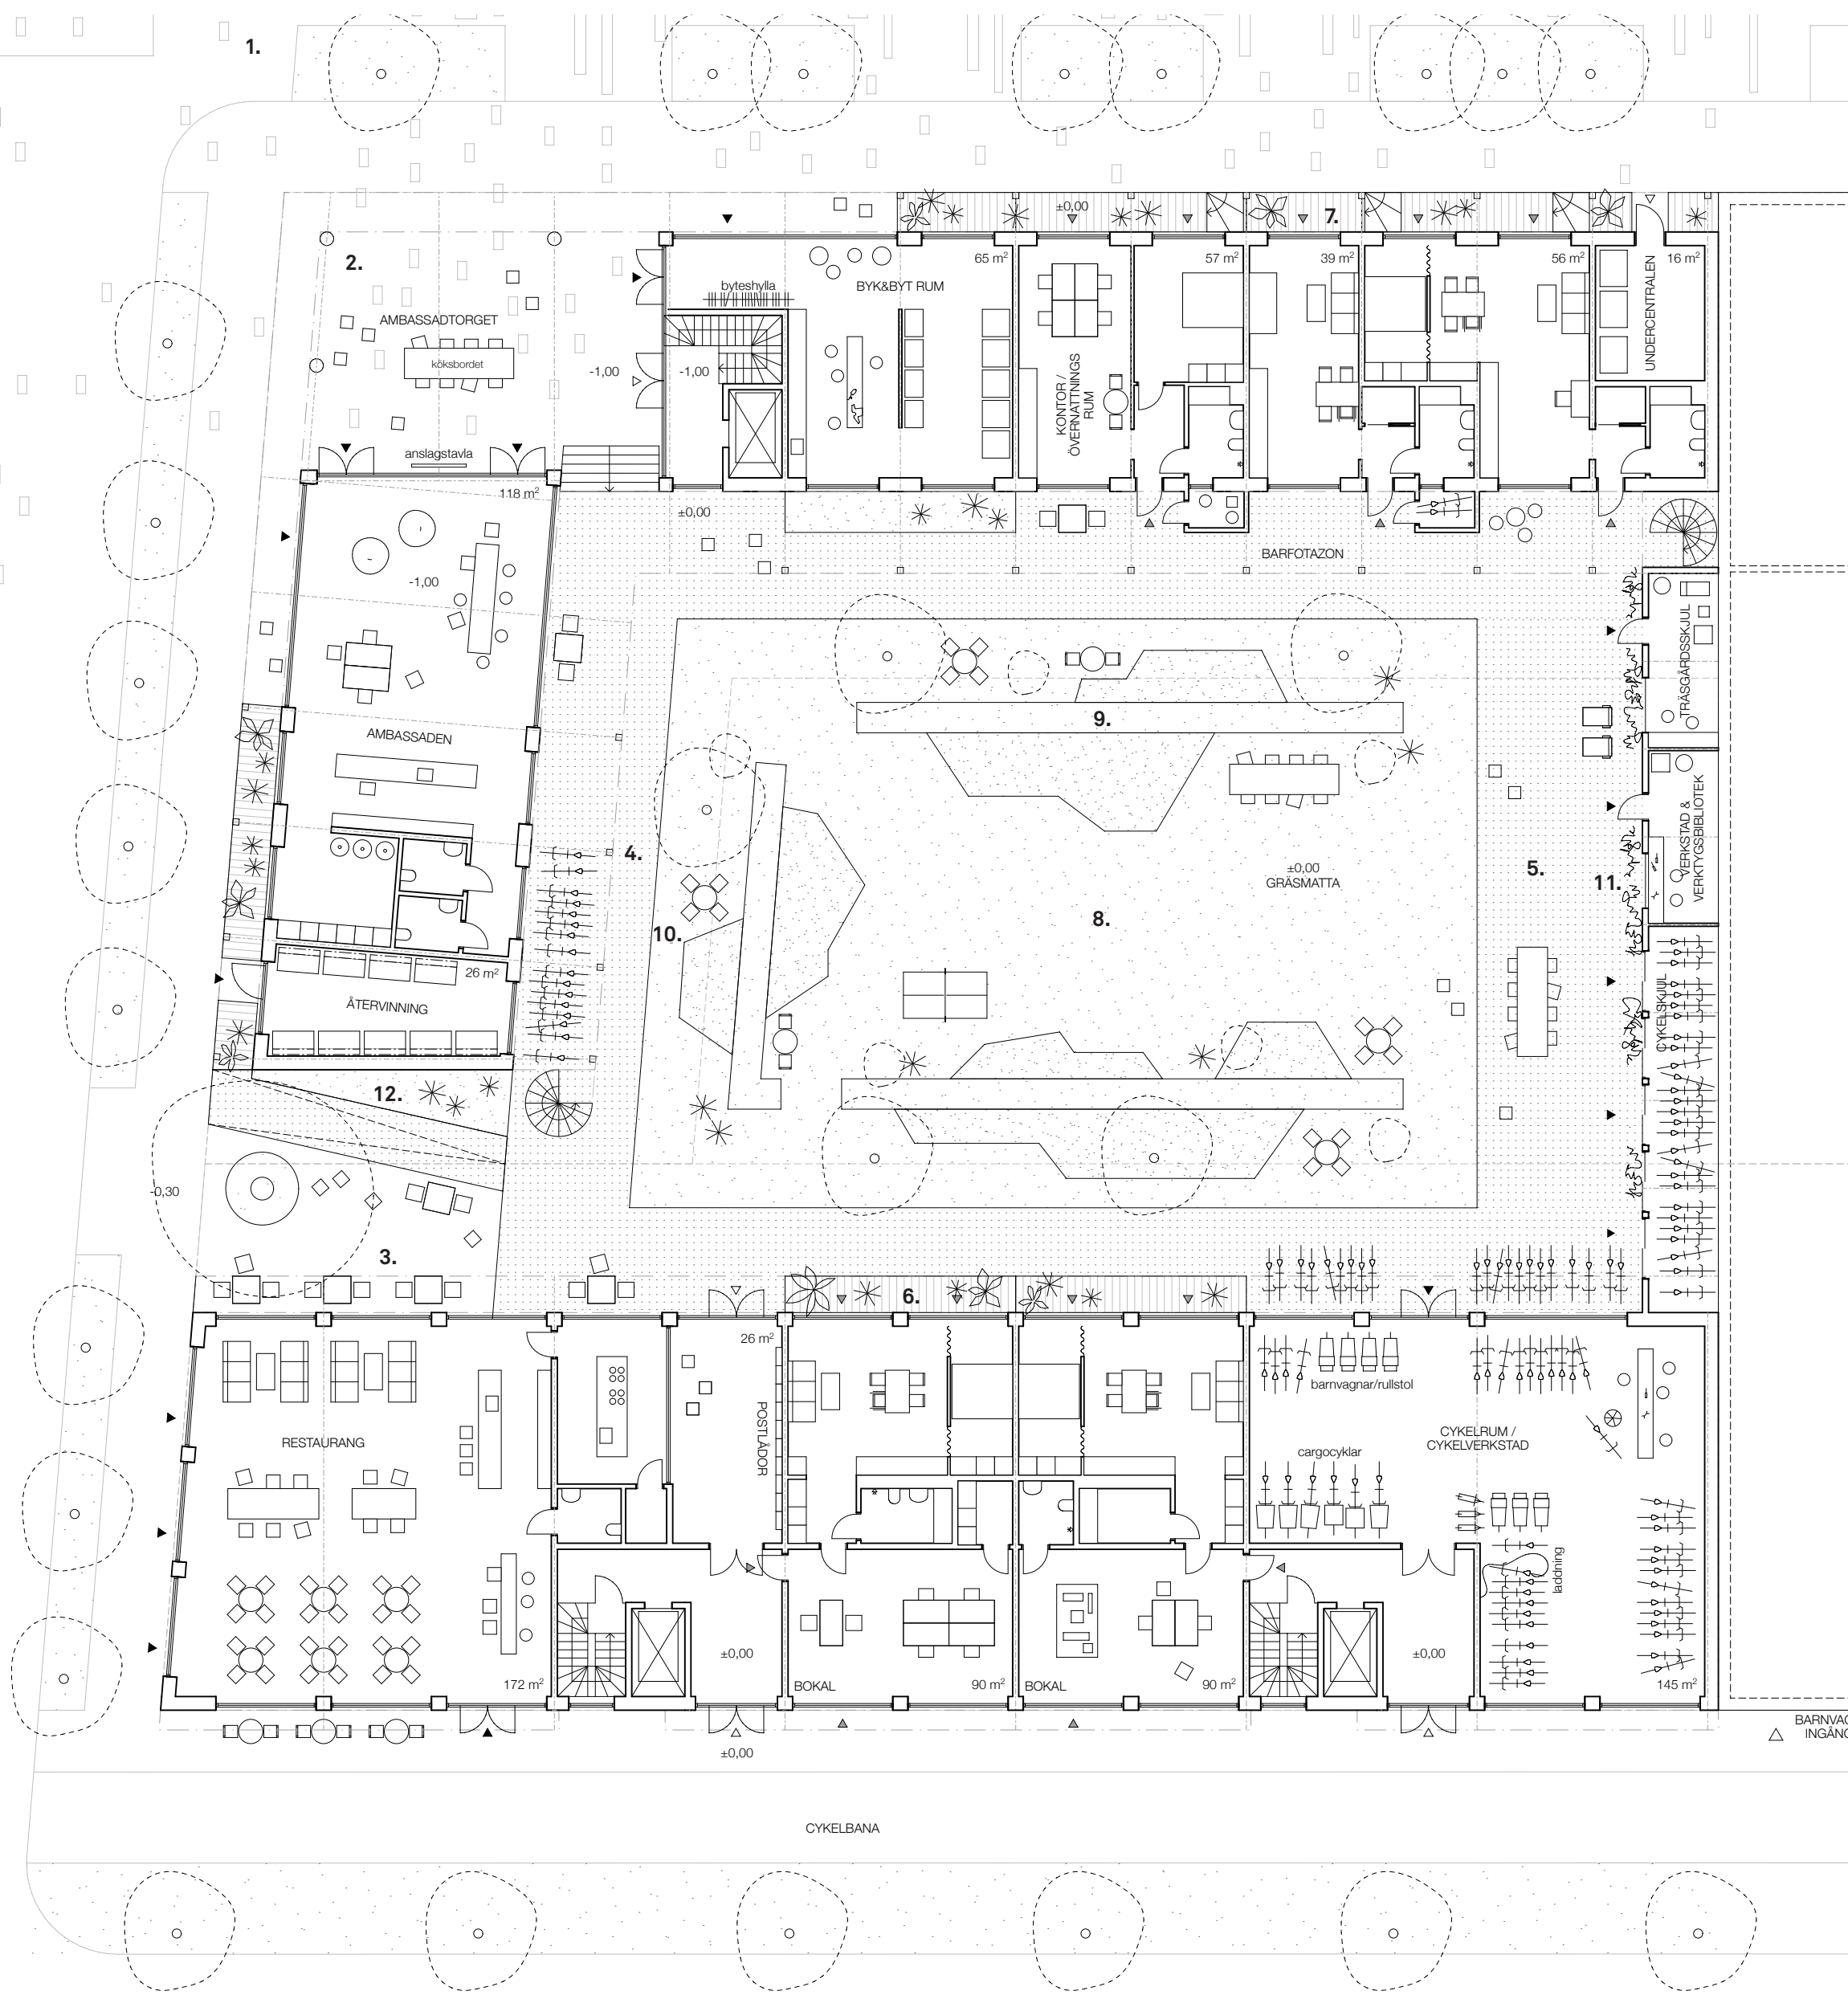 1.
±0,00
7.
2.
65 m²
57 m²
39 m²
56 m²
16 m²
byteshylla
BYK&BYT RUM
UNDERCENTRALEN
AMBASSADTORGET
köksbordet
-1,00
-1,00
KONTOR /
ÖVERNATTNINGS
RUM
anslagstavla
118 m²
±0,00
BARFOTAZON
-1,00
TRÄSGÅRDSSKJUL
9.
AMBASSADEN
VERKSTAD &
VERKTYGSBIBLIOTEK
4.
±0,00
GRÄSMATTA
5.
11.
8.
10.
26 m²
ÅTERVINNING
CYKELSKJUL
12.
-0,30
3.
6.
26 m²
POSTLÅDOR
barnvagnar/rullstol
RESTAURANG
CYKELRUM /
CYKELVERKSTAD
cargocyklar
laddning
±0,00
±0,00
172 m²
BOKAL
90 m²
BOKAL
90 m²
145 m²
BARNVAG
INGÅNG
±0,00
CYKELBANA